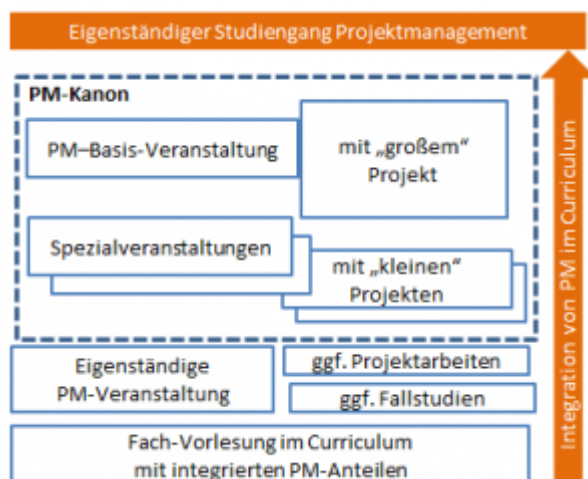 Eigenständiger Studiengang Projektmanagement
PM-Kanon
PM–Basis-Veranstaltung
mit „großem“
Projekt
Spezialveranstaltungen
mit „kleinen“
Projekten
Eigenständige
PM-Veranstaltung
ggf. Projektarbeiten
ggf. Fallstudien
Fach-Vorlesung im Curriculum
mit integrierten PM-Anteilen
Integration von PM im Curriculum